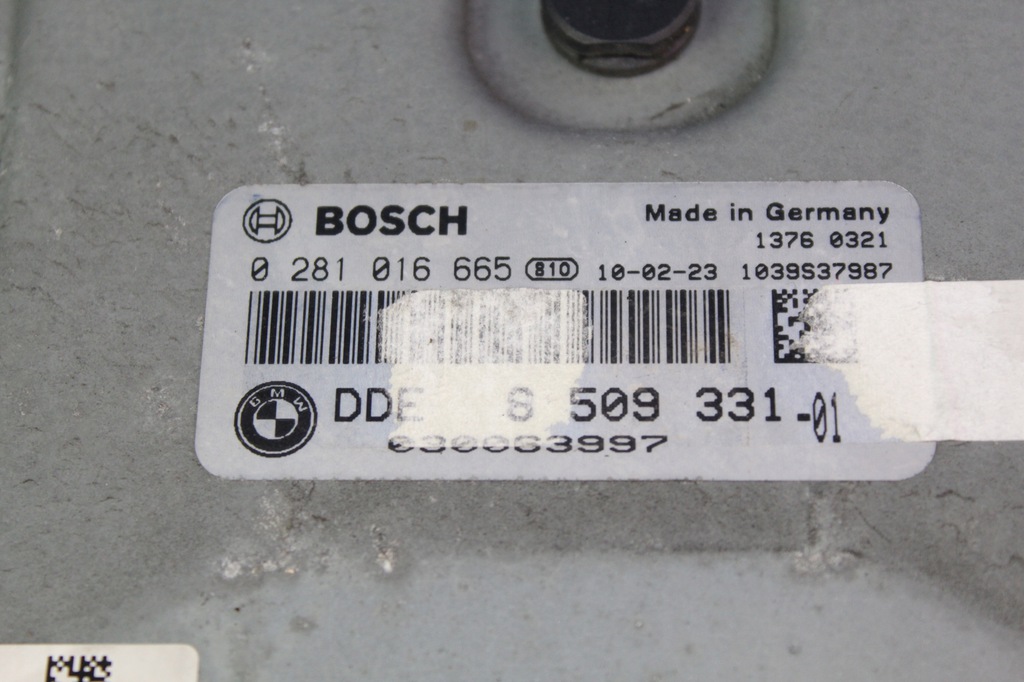 BOSCH
Made in Germany
1376 0321
0 281 016 665 810 10-02-23 1039S37987
BMW DDE 8 509 331-01